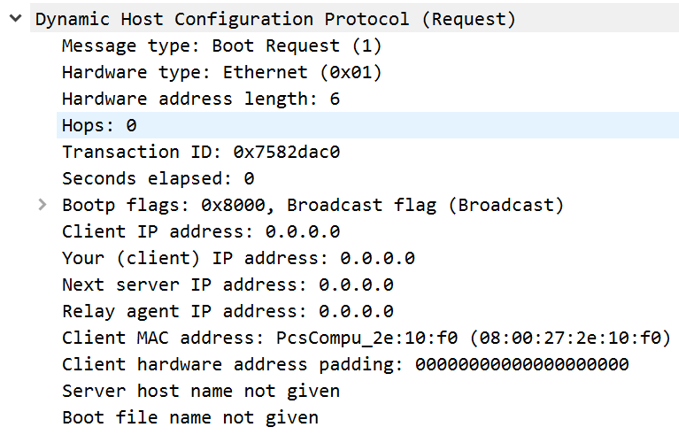 Dynamic Host Configuration Protocol (Request)
Message type: Boot Request (1)
Hardware type: Ethernet (0x01)
Hardware address length: 6
Hops: 0
Transaction ID: 0x7582dac0
Seconds elapsed: 0
Bootp flags: 0x8000, Broadcast flag (Broadcast)
Client IP address: 0.0.0.0
Your (client) IP address: 0.0.0.0
Next server IP address: 0.0.0.0
Relay agent IP address: 0.0.0.0
Client MAC address: PcsCompu_2e:10:f0 (08:00:27:2e:10:f0)
Client hardware address padding: 00000000000000000000
Server host name not given
Boot file name not given